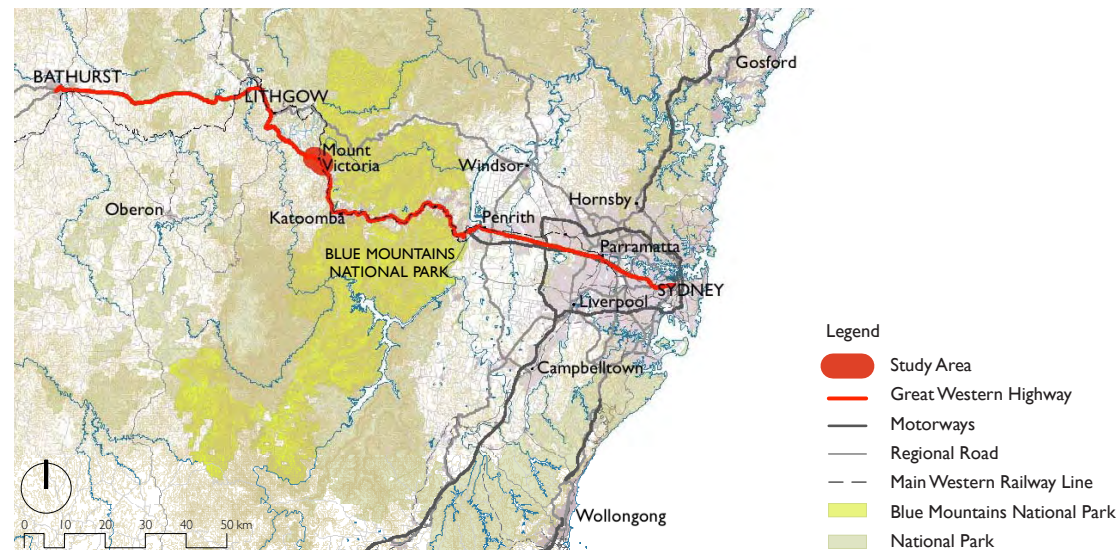 Gosford
BATHURST
LITHGOW
Mount
Victoria
Windsor
Hornsby
Oberon
Katoomba
Penrith
Parramatta
BLUE MOUNTAINS
NATIONAL PARK
SYDNEY
Liverpool
Campbelltown
Wollongong
0 10 20 30 40 50 km
Legend
Study Area
Great Western Highway
Motorways
Regional Road
Main Western Railway Line
Blue Mountains National Park
National Park